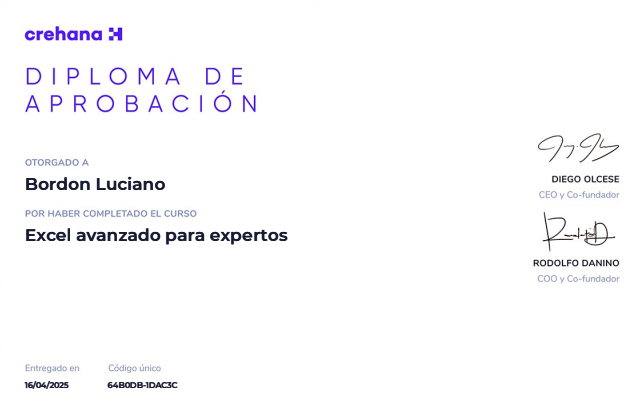 crehana
DIPLOMA DE
APROBACIÓN
OTORGADO A
Bordon Luciano
POR HABER COMPLETADO EL CURSO
Excel avanzado para expertos
DIEGO OLCESE
CEO y Co-fundador
RODOLFO DANINO
COO y Co-fundador
Entregado en
Código único
16/04/2025
64B0DB-1DAC3C